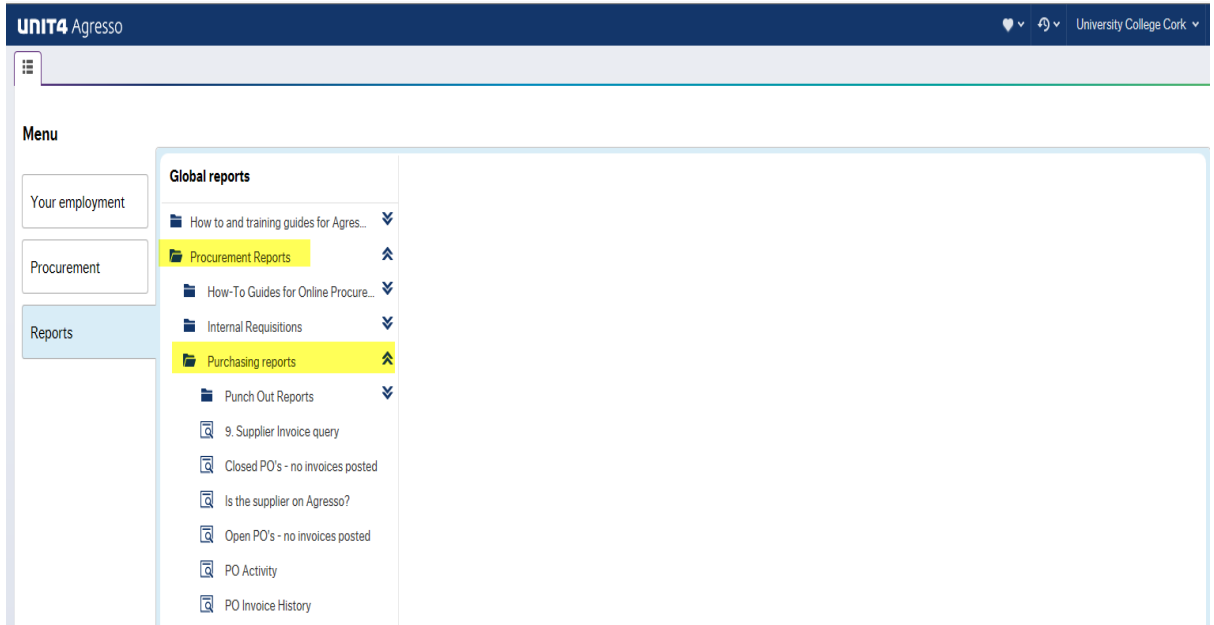 UNIT4 Agresso
University College Cork
Menu
Your employment
Procurement
Reports
Global reports
How to and training guides for Agres...
Procurement Reports
How-To Guides for Online Procure...
Internal Requisitions
Purchasing reports
Punch Out Reports
9. Supplier Invoice query
Closed PO's - no invoices posted
Is the supplier on Agresso?
Open PO's - no invoices posted
PO Activity
PO Invoice History